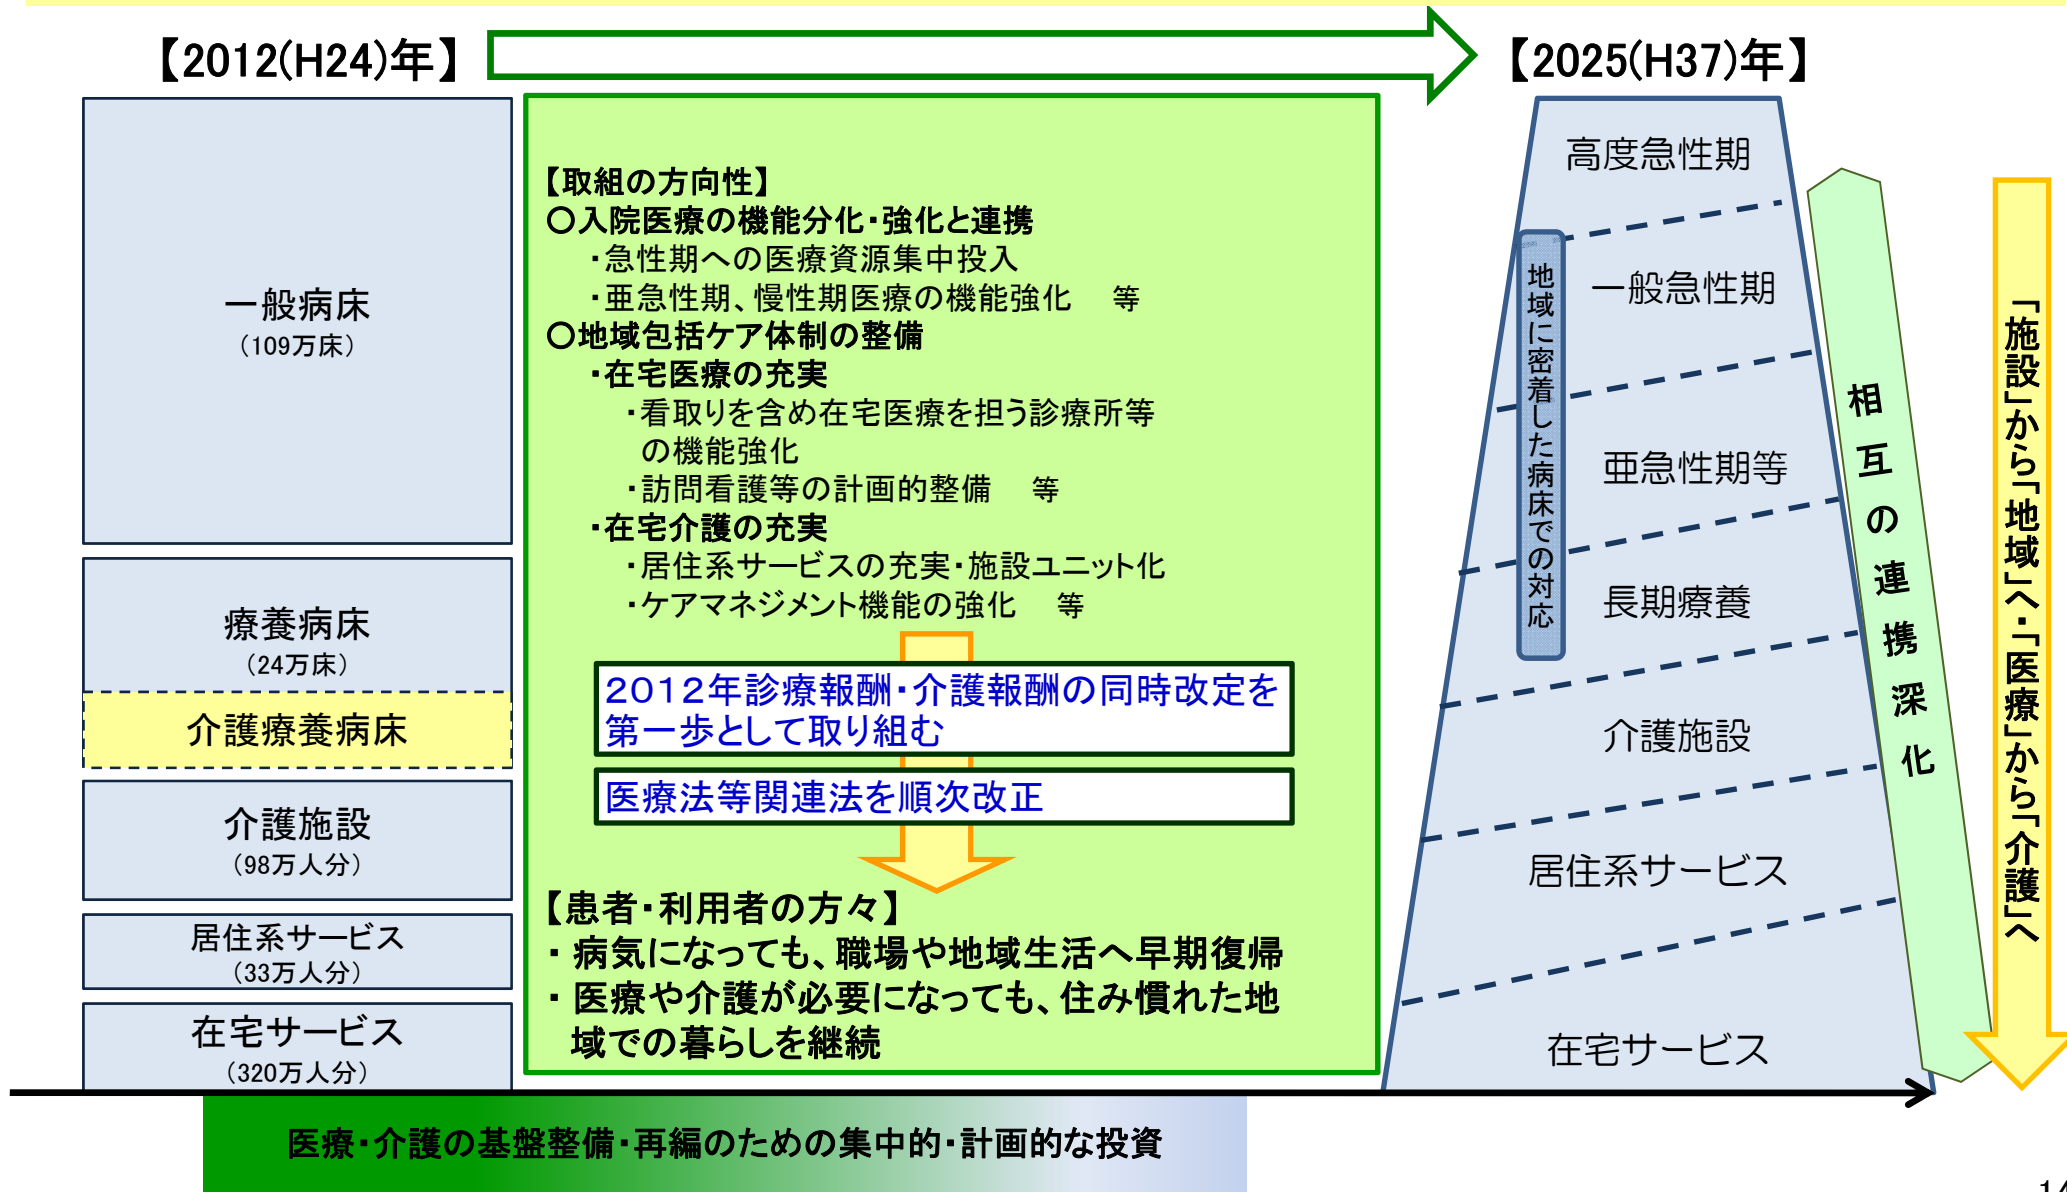 【2012(H24)年】
【2025(H37)年】
一般病床
（109万床）
療養病床
（24万床）
介護療養病床
介護施設
（98万人分）
居住系サービス
（33万人分）
在宅サービス
（320万人分）
【取組の方向性】
○入院医療の機能分化・強化と連携
・急性期への医療資源集中投入
・亜急性期、慢性期医療の機能強化　等
○地域包括ケア体制の整備
・在宅医療の充実
・看取りを含め在宅医療を担う診療所等
の機能強化
・訪問看護等の計画的整備　等
・在宅介護の充実
・居住系サービスの充実・施設ユニット化
・ケアマネジメント機能の強化　等
２０１２年診療報酬・介護報酬の同時改定を
第一歩として取り組む
医療法等関連法を順次改正
【患者・利用者の方々】
・ 病気になっても、職場や地域生活へ早期復帰
・ 医療や介護が必要になっても、住み慣れた地
域での暮らしを継続
高度急性期
一般急性期
亜急性期等
長期療養
介護施設
居住系サービス
在宅サービス
地域に密着した病床での対応
相互の連携深化
「施設」から「地域」へ・「医療」から「介護」へ
医療・介護の基盤整備・再編のための集中的・計画的な投資
14